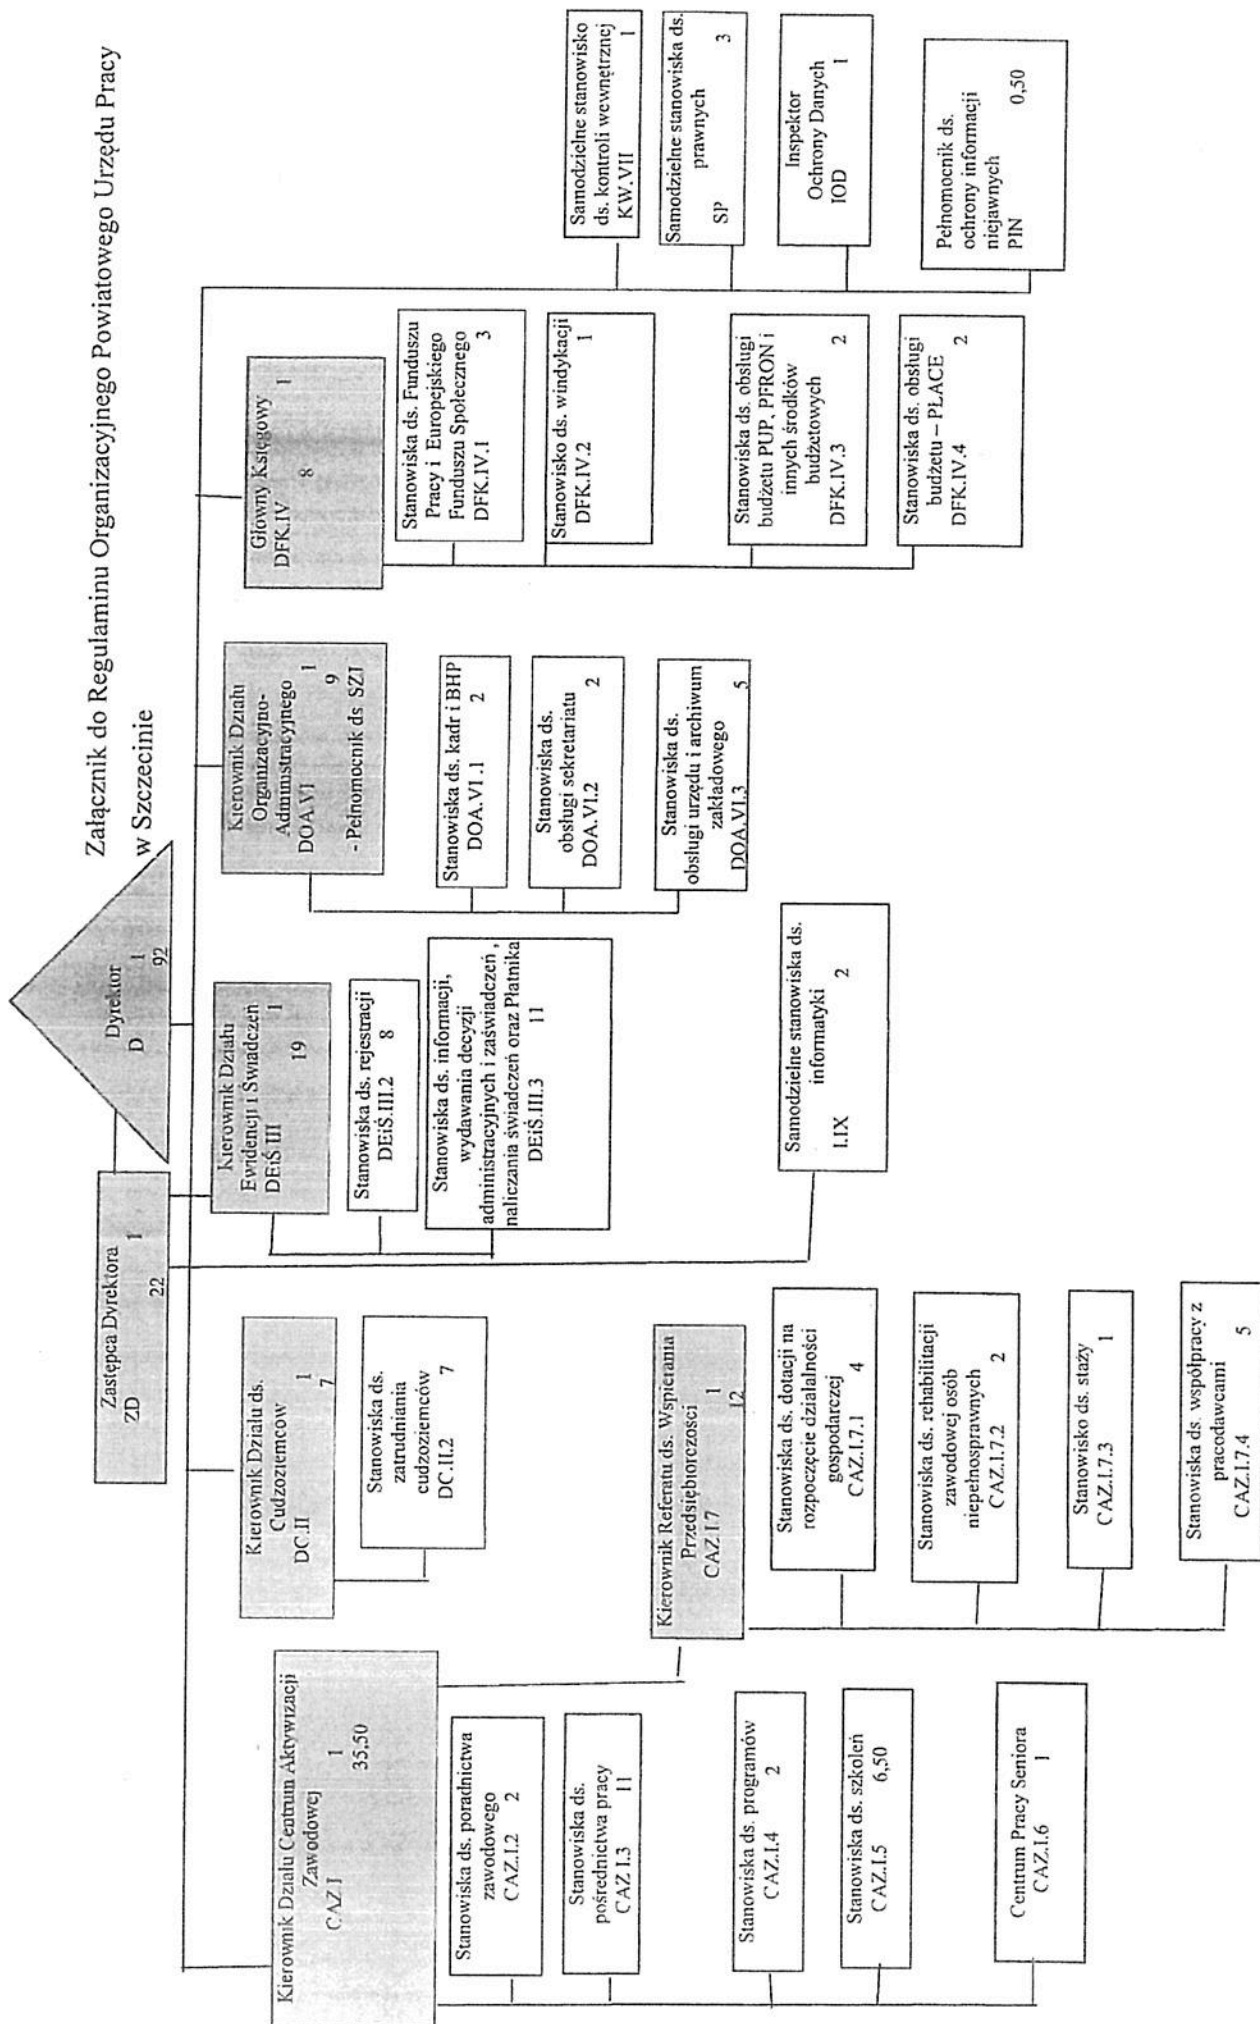 Załącznik do Regulaminu Organizacyjnego Powiatowego Urzędu Pracy
w Szczecinie
Dyrektor
D 1
92
Zastępca Dyrektora
ZD 1
22
Kierownik Działu Centrum Aktywizacji
Zawodowej
CAZ.I 1
35,50
Stanowiska ds. poradnictwa
zawodowego
CAZ.I.2 2
Stanowiska ds.
pośrednictwa pracy
CAZ I.3 11
Stanowiska ds. programów
CAZ.I.4 2
Stanowiska ds. szkoleń
CAZ.I.5 6,50
Centrum Pracy Seniora
CAZ.I.6 1
Kierownik Referatu ds. Wspierania
Przedsiębiorczości
CAZ.I.7 1
12
Stanowiska ds. dotacji na
rozpoczęcie działalności
gospodarczej
CAZ.I.7.1 4
Stanowiska ds. rehabilitacji
zawodowej osób
niepełnosprawnych
CAZ.I.7.2 2
Stanowisko ds. staży
CAZ.I.7.3 1
Stanowiska ds. współpracy z
pracodawcami
CAZ.I.7.4 5
Kierownik Działu ds.
Cudzoziemców
DC.II 1
7
Stanowiska ds.
zatrudniania
cudzoziemców
DC.II.2 7
Kierownik Działu
Ewidencji i Świadczeń
DEiŚ III 1
19
Stanowiska ds. rejestracji
DEiŚ.III.2 8
Stanowiska ds. informacji,
wydawania decyzji
administracyjnych i zaświadczeń ,
naliczania świadczeń oraz Płatnika
DEiŚ.III.3 11
Samodzielne stanowiska ds.
informatyki
I.IX 2
Kierownik Działu
Organizacyjno-
Administracyjnego
DOA.VI 1
9
- Pełnomocnik ds SZJ
Stanowiska ds. kadr i BHP
DOA.VI .1 2
Stanowiska ds.
obsługi sekretariatu
DOA.VI.2 2
Stanowiska ds.
obsługi urzędu i archiwum
zakładowego
DOA.VI.3 5
Główny Księgowy
DFK.IV 1
8
Stanowiska ds. Funduszu
Pracy i Europejskiego
Funduszu Społecznego
DFK.IV.1 3
Stanowisko ds. windykacji
DFK.IV.2 1
Stanowiska ds. obsługi
budżetu PUP, PFRON i
innych środków
budżetowych
DFK.IV.3 2
Stanowiska ds. obsługi
budżetu – PŁACE
DFK.IV.4 2
Samodzielne stanowisko
ds. kontroli wewnętrznej
KW.VII 1
Samodzielne stanowiska ds.
prawnych
SP 3
Inspektor
Ochrony Danych
IOD 1
Pełnomocnik ds.
ochrony informacji
niejawnych
PIN 0,50